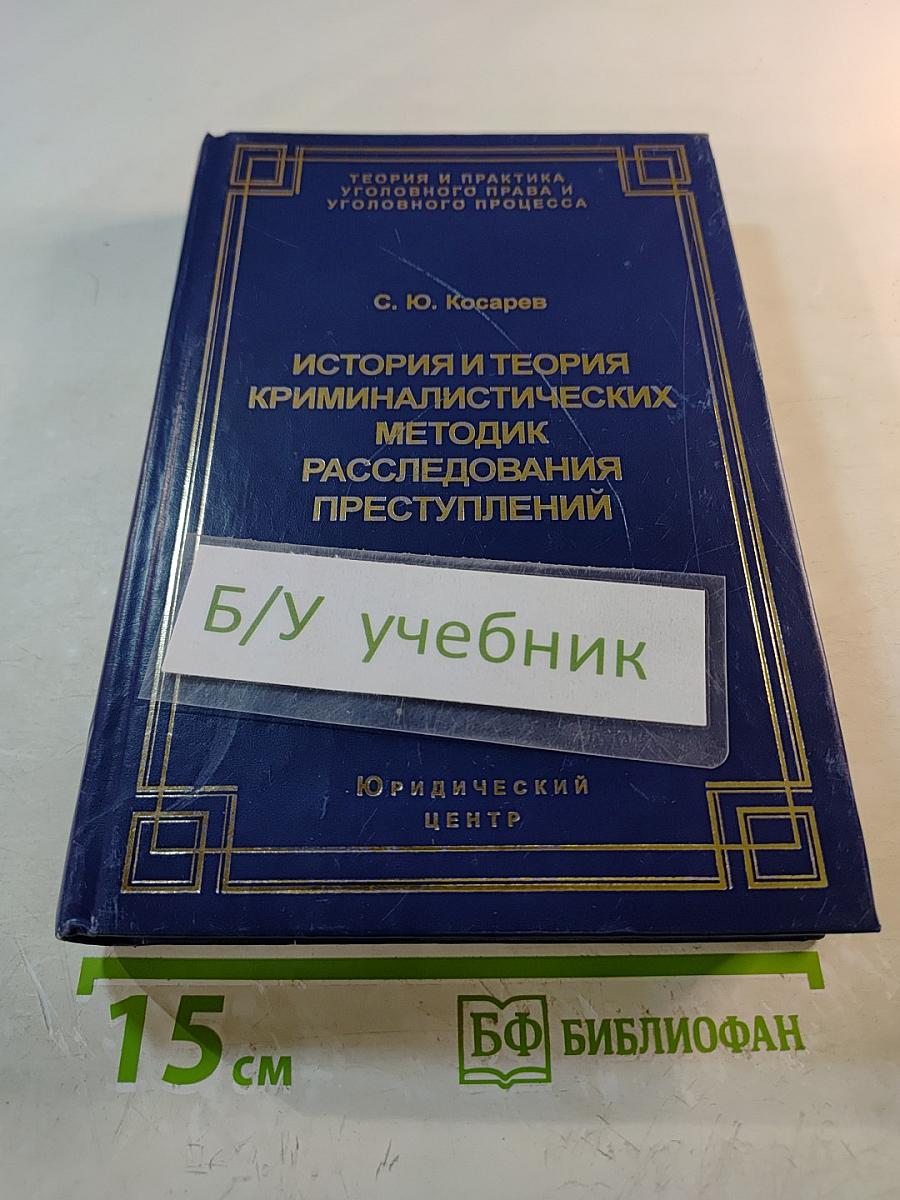 ТЕОРИЯ И ПРАКТИКА
УГОЛОВНОГО ПРАВА И
УГОЛОВНОГО ПРОЦЕССА
С. Ю. Косарев
ИСТОРИЯ И ТЕОРИЯ
КРИМИНАЛИСТИЧЕСКИХ
МЕТОДИК
РАССЛЕДОВАНИЯ
ПРЕСТУПЛЕНИЙ
Б/У учебник
ЮРИДИЧЕСКИЙ
ЦЕНТР
15 см
БФ БИБЛИОФАН